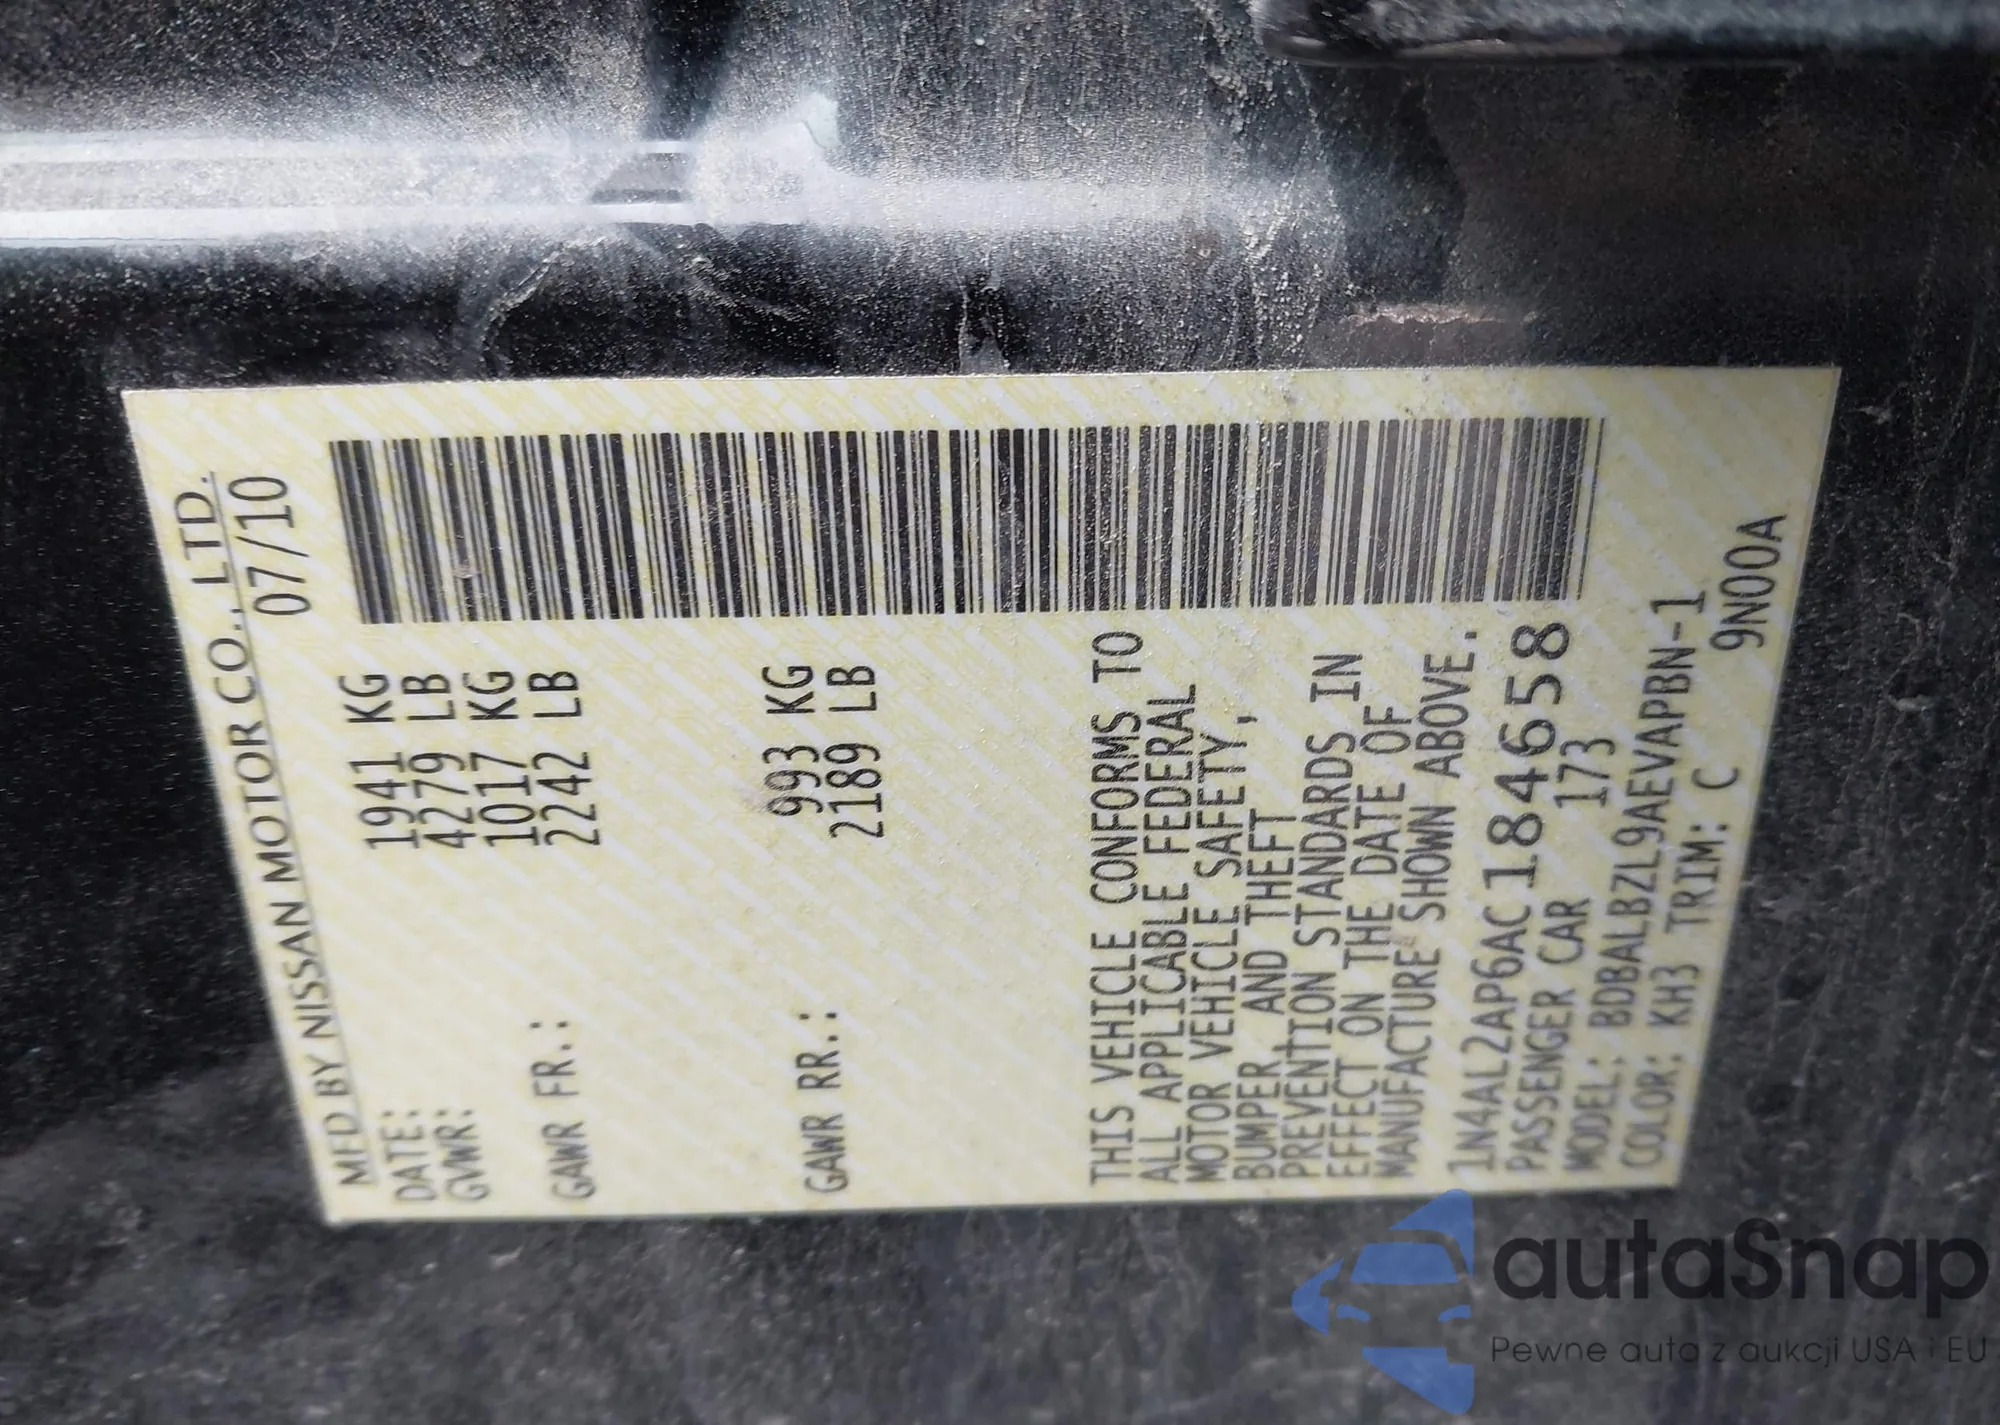 MFD BY NISSAN MOTOR CO., LTD.
DATE: 07/10
GVWR: 1941 KG
4279 LB
GAWR FR.: 1017 KG
2242 LB
GAWR RR.: 993 KG
2189 LB
THIS VEHICLE CONFORMS TO
ALL APPLICABLE FEDERAL
MOTOR VEHICLE SAFETY,
BUMPER, AND THEFT
PREVENTION STANDARDS IN
EFFECT ON THE DATE OF
MANUFACTURE SHOWN ABOVE.
1N4AL2AP6AC184658
PASSENGER CAR 173
MODEL: BDBALBZL9AEVAPBN-1
COLOR: KH3 TRIM: C 9N00A
autaSnap
Pewne auta z aukcji USA i EU